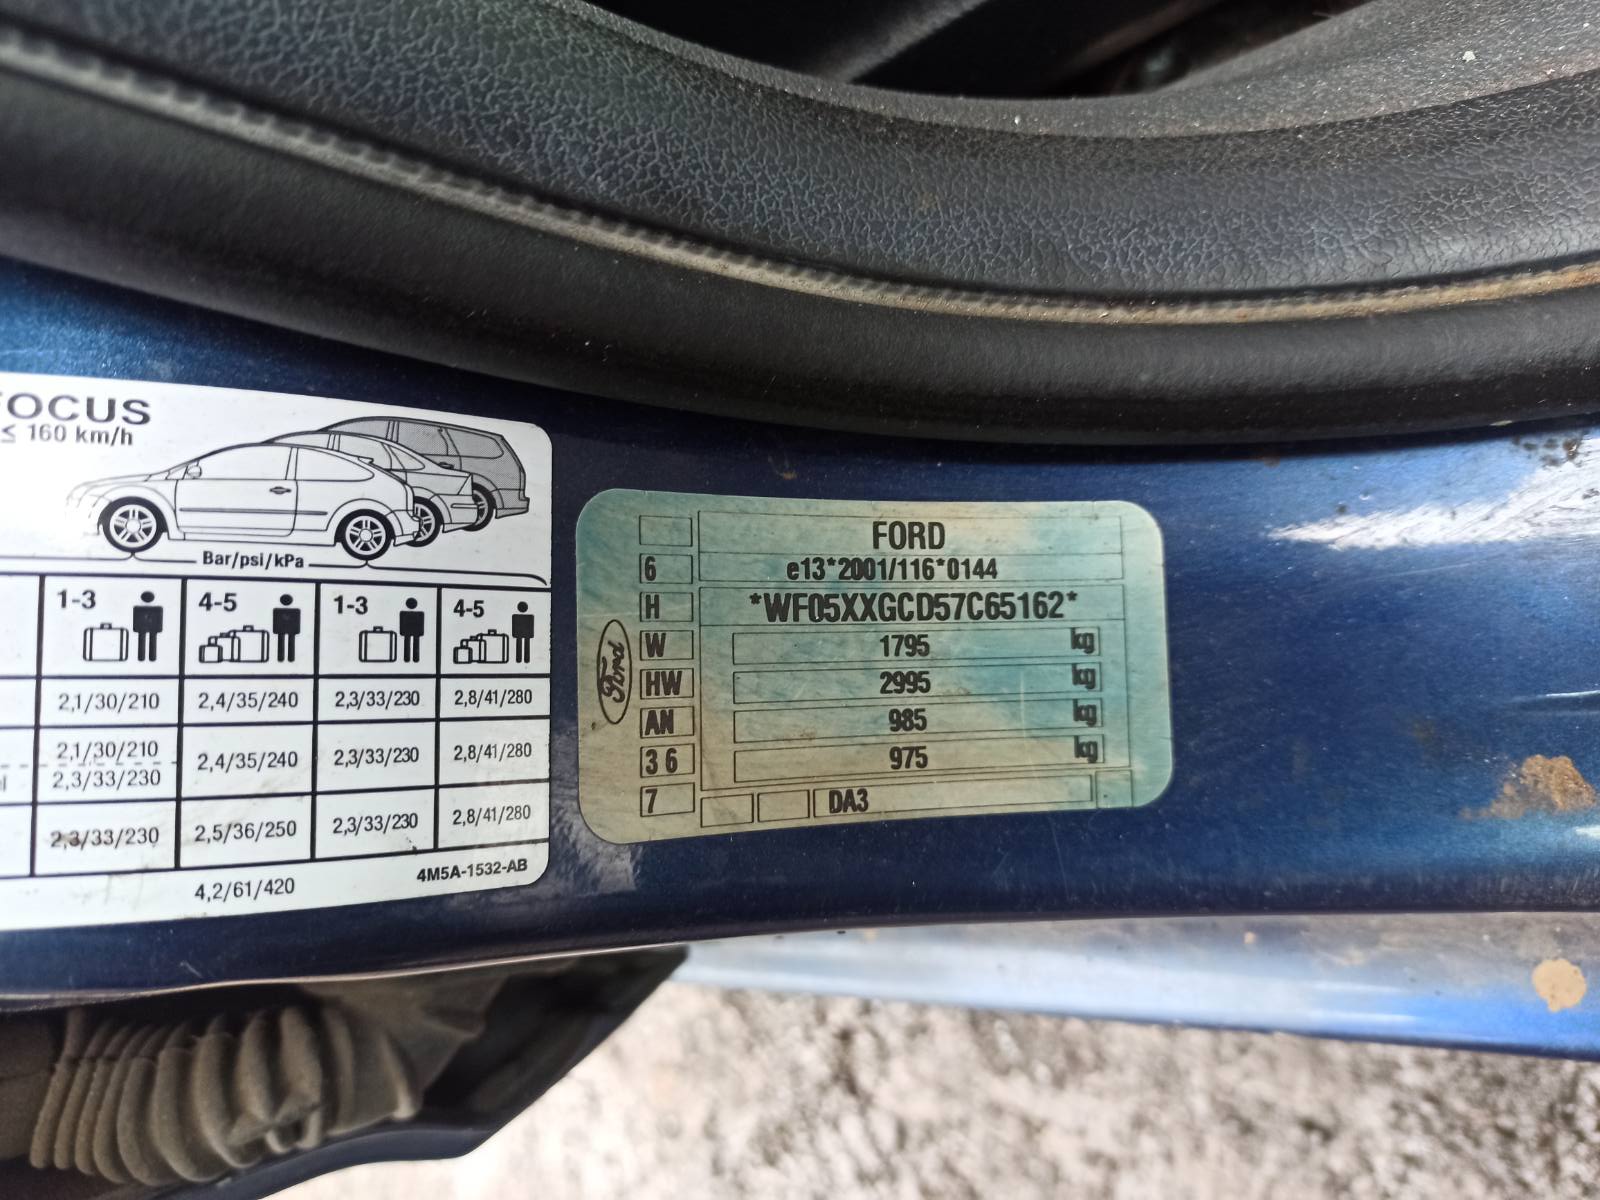 FOCUS
≤ 160 km/h
Bar/psi/kPa
1-3 4-5 1-3 4-5
2,1/30/210 2,4/35/240 2,3/33/230 2,8/41/280
2,1/30/210 2,4/35/240 2,3/33/230 2,8/41/280
2,3/33/230
2,3/33/230 2,5/36/250 2,3/33/230 2,8/41/280
4,2/61/420
4M5A-1532-AB
Ford
FORD
6 e13*2001/116*0144
H *WF05XXGCD57C65162*
W 1795 kg
HW 2995 kg
AN 985 kg
3 6 975 kg
7 DA3